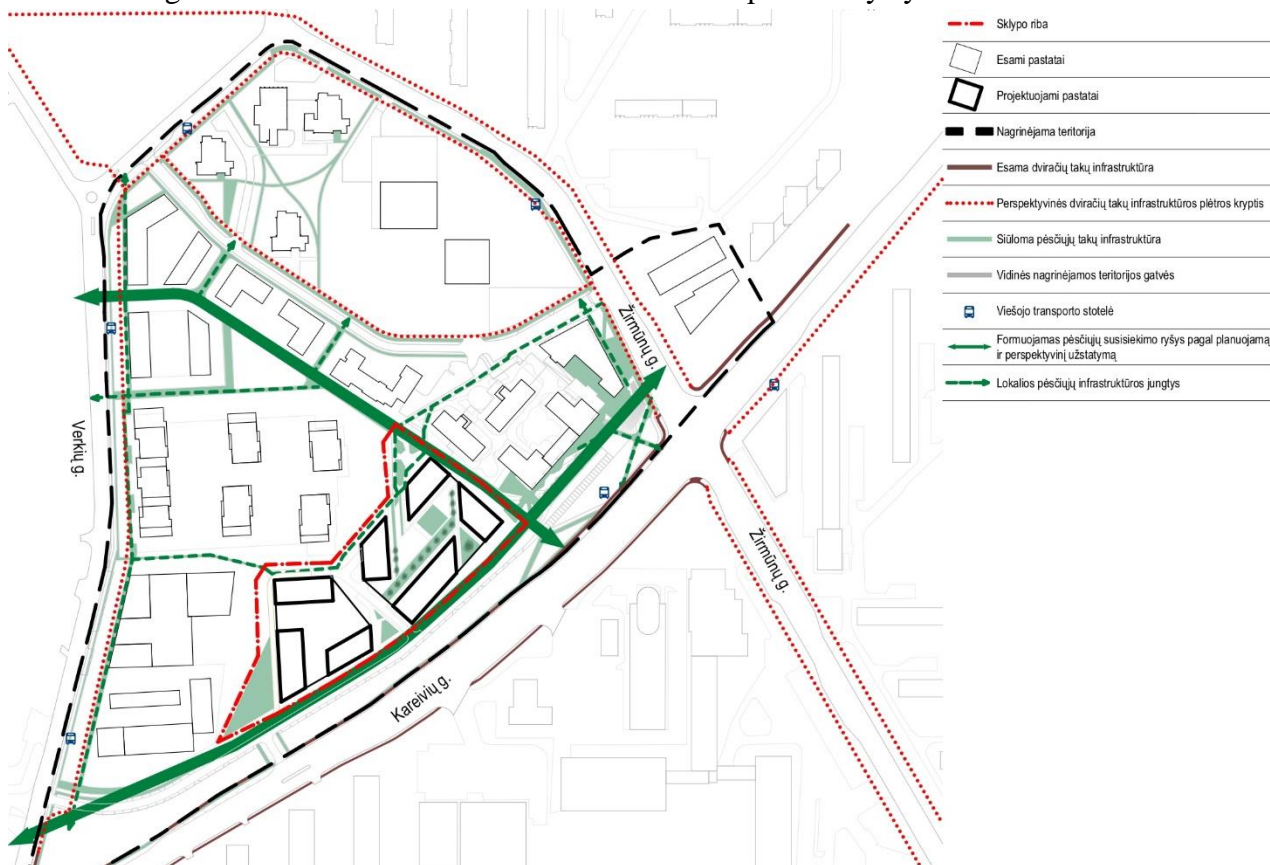 Sklypo riba
Esami pastatai
Projektuojami pastatai
Nagrinėjama teritorija
Esama dviračių takų infrastruktūra
Perspektyvinės dviračių takų infrastruktūros plėtros kryptis
Siūloma pėsčiųjų takų infrastruktūra
Vidinės nagrinėjamos teritorijos gatvės
Viešojo transporto stotelė
Formuojamas pėsčiųjų susisiekimo ryšys pagal planuojamą
ir perspektyvinį užstatymą
Lokalios pėsčiųjų infrastruktūros jungtys
Žirmūnų g.
Verkių g.
Žirmūnų g.
Kareivių g.